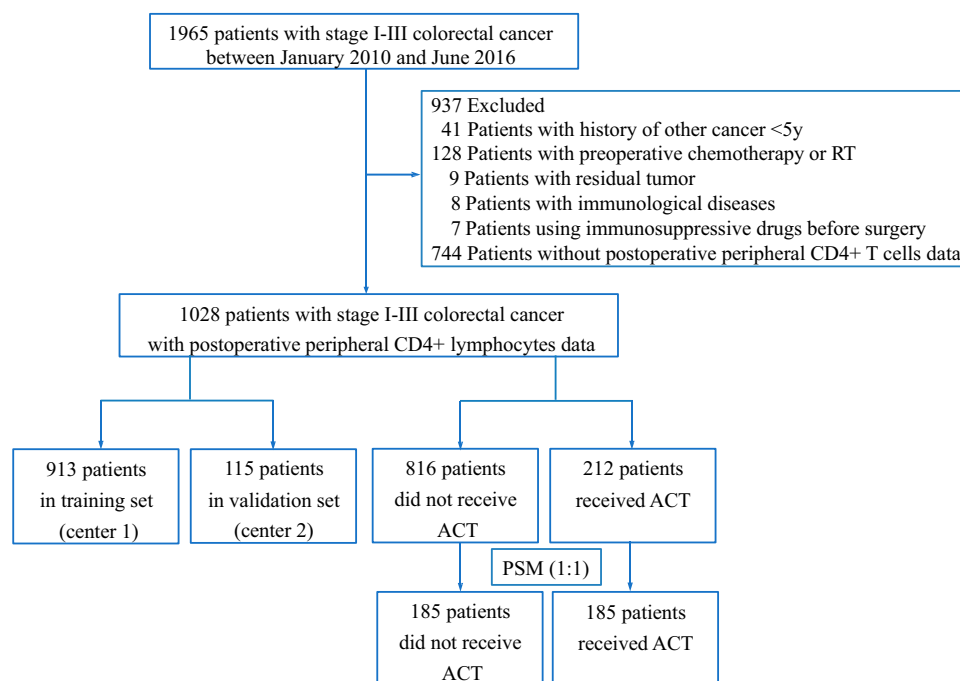 1965 patients with stage I-III colorectal cancer
between January 2010 and June 2016
937 Excluded
41 Patients with history of other cancer <5y
128 Patients with preoperative chemotherapy or RT
9 Patients with residual tumor
8 Patients with immunological diseases
7 Patients using immunosuppressive drugs before surgery
744 Patients without postoperative peripheral CD4+ T cells data
1028 patients with stage I-III colorectal cancer
with postoperative peripheral CD4+ lymphocytes data
913 patients
in training set
(center 1)
115 patients
in validation set
(center 2)
816 patients
did not receive
ACT
212 patients
received ACT
PSM (1:1)
185 patients
did not receive
ACT
185 patients
received ACT